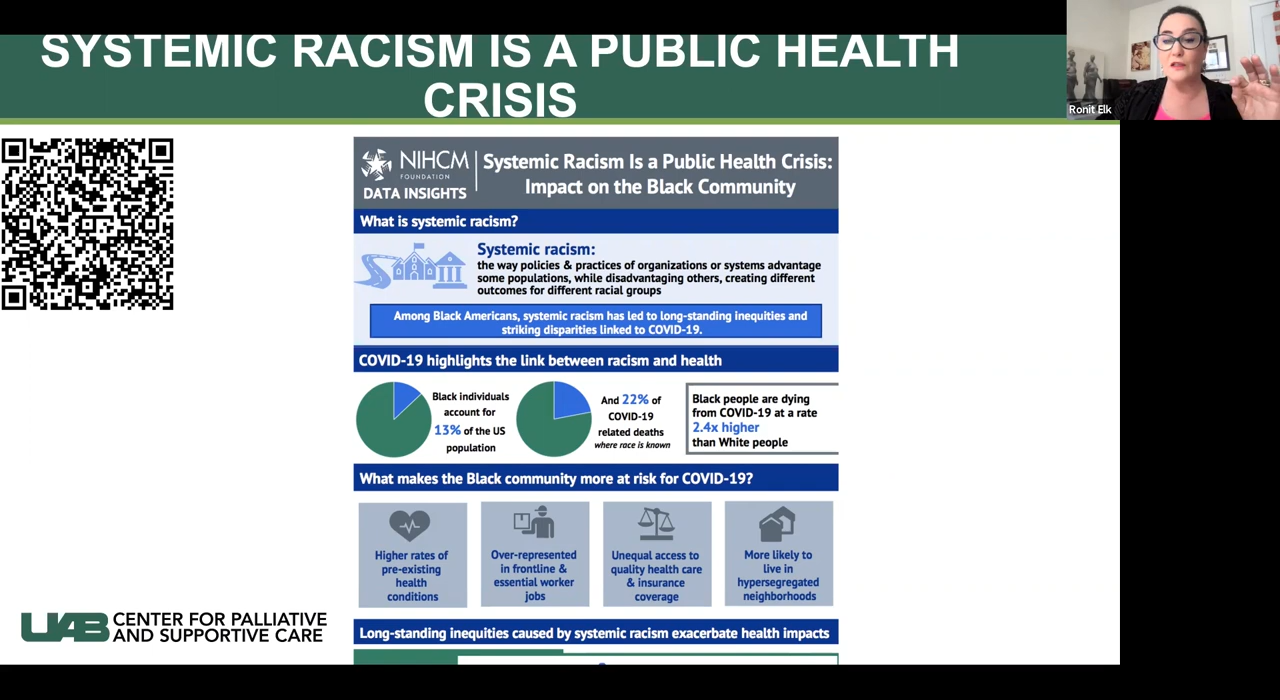 SYSTEMIC RACISM IS A PUBLIC HEALTH
CRISIS
Ronit Elk
NIHCM
FOUNDATION
DATA INSIGHTS
Systemic Racism Is a Public Health Crisis:
Impact on the Black Community
What is systemic racism?
Systemic racism:
the way policies & practices of organizations or systems advantage
some populations, while disadvantaging others, creating different
outcomes for different racial groups
Among Black Americans, systemic racism has led to long-standing inequities and
striking disparities linked to COVID-19.
COVID-19 highlights the link between racism and health
Black individuals
account for
13% of the US
population
And 22% of
COVID-19
related deaths
where race is known
Black people are dying
from COVID-19 at a rate
2.4x higher
than White people
What makes the Black community more at risk for COVID-19?
Higher rates of
pre-existing
health
conditions
Over-represented
in frontline &
essential worker
jobs
Unequal access to
quality health care
& insurance
coverage
More likely to
live in
hypersegregated
neighborhoods
Long-standing inequities caused by systemic racism exacerbate health impacts
UAB CENTER FOR PALLIATIVE
AND SUPPORTIVE CARE